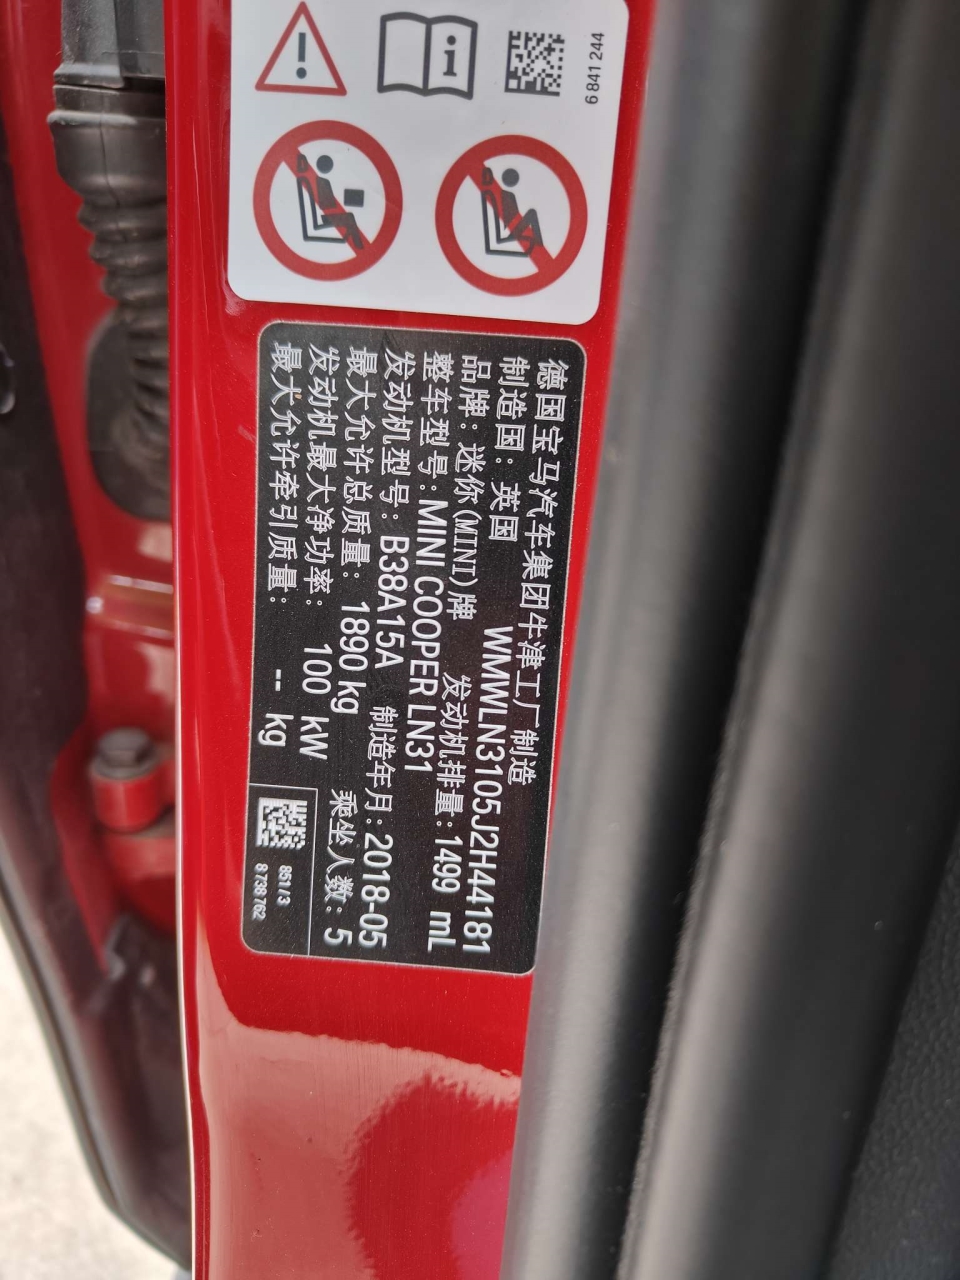 6 841 244
德国宝马汽车集团牛津工厂制造
制造国：英国 WMWLN3105J2H44181
品牌：迷你(MINI)牌 发动机排量：1499 mL
整车型号：MINI COOPER LN31
发动机型号：B38A15A 制造年月：2018-05
最大允许总质量：1890 kg 乘坐人数：5
发动机最大净功率：100 kW
最大允许牵引质量：-- kg
851/3
8 738 762